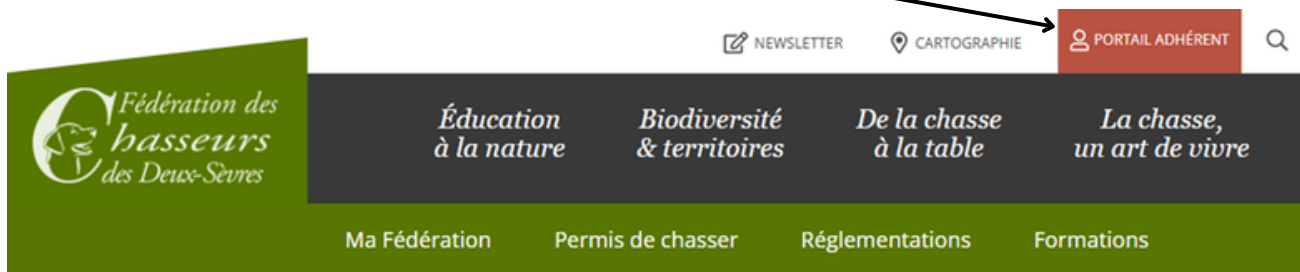 NEWSLETTER
CARTOGRAPHIE
PORTAIL ADHÉRENT
Fédération des
Chasseurs
des Deux-Sèvres
Éducation
à la nature
Biodiversité
& territoires
De la chasse
à la table
La chasse,
un art de vivre
Ma Fédération
Permis de chasser
Réglementations
Formations